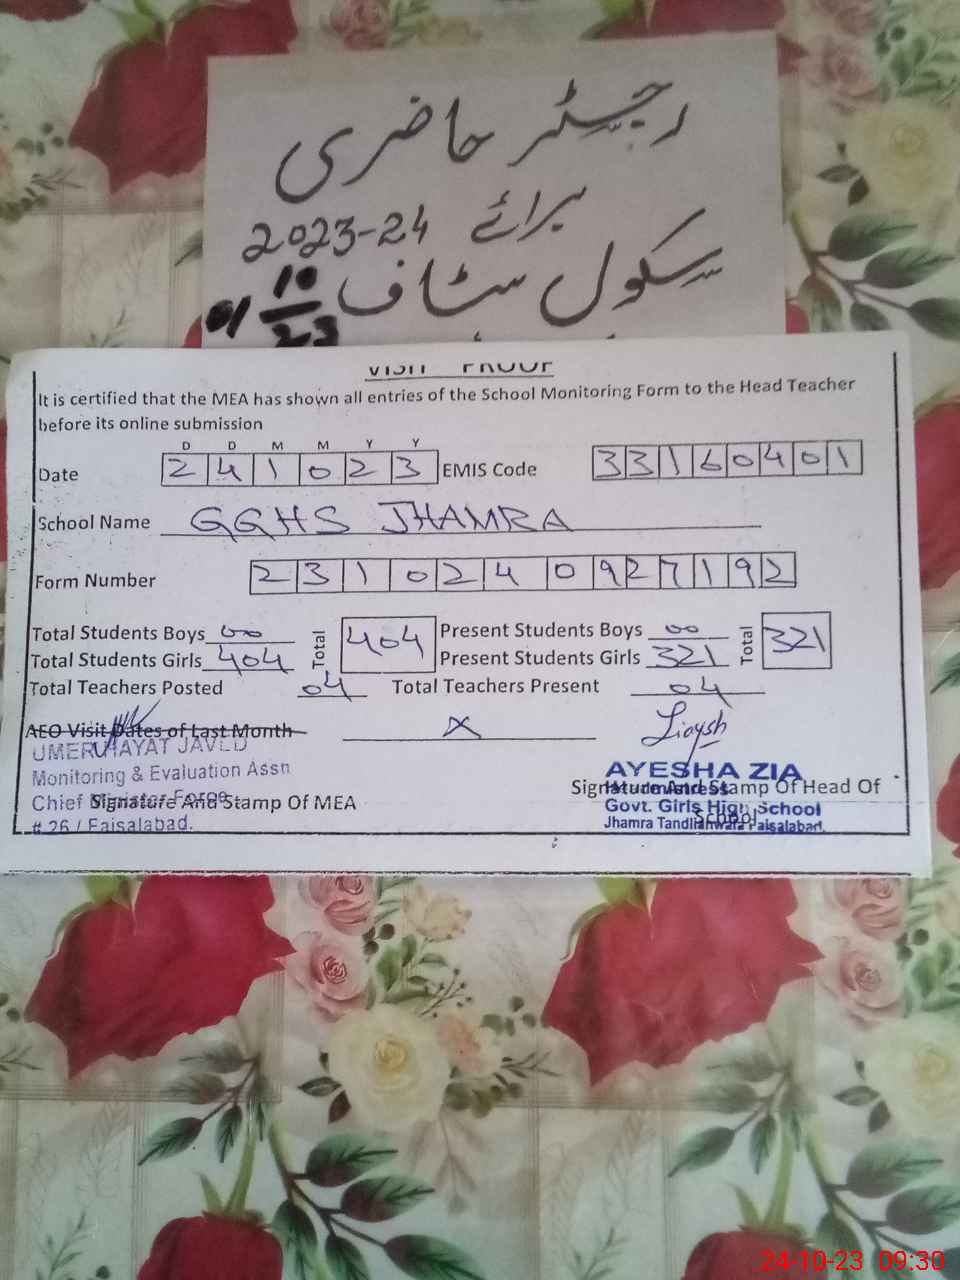 رجسٹر حاضری
برائے 2023-24
سکول سٹاف 01/10/23
VISIT PROOF
It is certified that the MEA has shown all entries of the School Monitoring Form to the Head Teacher
before its online submission
D D M M Y Y
Date 2 4 1 0 2 3 EMIS Code 3 3 1 6 0 4 0 1
School Name GGHS JHAMRA
Form Number 2 3 1 0 2 4 0 9 2 7 1 9 2
Total Students Boys 00 Total 404 Present Students Boys 00 Total 321
Total Students Girls 404 Present Students Girls 321
Total Teachers Posted 04 Total Teachers Present 04
AEO Visit Dates of Last Month X
UMER HAYAT JAVED
Monitoring & Evaluation Assn
Chief Minister Force
# 26 / Faisalabad.
Signature And Stamp Of MEA
AYESHA ZIA
Signature And Stamp Of Head Of
School
Headmistress
Govt. Girls High School
Jhamra Tandlianwala Faisalabad.
24-10-23 09:30